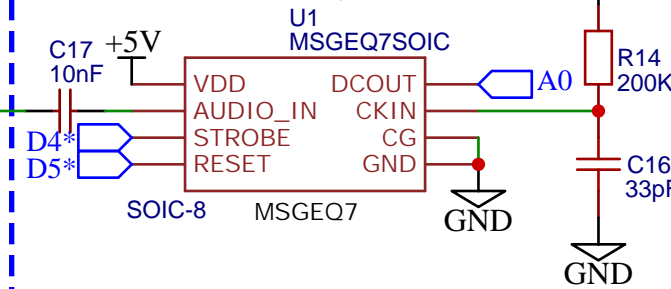 U1
MSGEQ7SOIC
C17
10nF
+5V
VDD
DCOUT
A0
AUDIO_IN
CKIN
D4*
STROBE
CG
D5*
RESET
GND
SOIC-8
MSGEQ7
GND
R14
200K
C16
33pF
GND